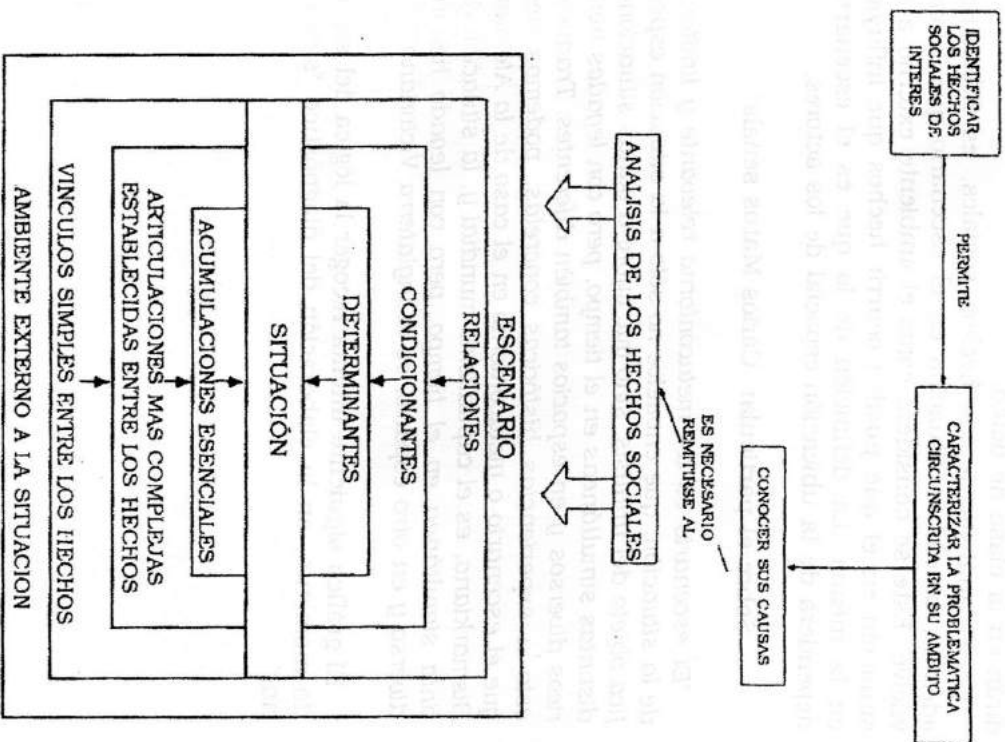 IDENTIFICAR
LOS HECHOS
SOCIALES DE
INTERES
PERMITE
CARACTERIZAR LA PROBLEMATICA
CIRCUNSCRITA EN SU AMBITO
CONOCER SUS CAUSAS
ES NECESARIO
REMITIRSE AL
ANALISIS DE LOS HECHOS SOCIALES
ESCENARIO
RELACIONES
CONDICIONANTES
DETERMINANTES
SITUACIÓN
ACUMULACIONES ESENCIALES
ARTICULACIONES MAS COMPLEJAS
ESTABLECIDAS ENTRE LOS HECHOS
VINCULOS SIMPLES ENTRE LOS HECHOS
AMBIENTE EXTERNO A LA SITUACION